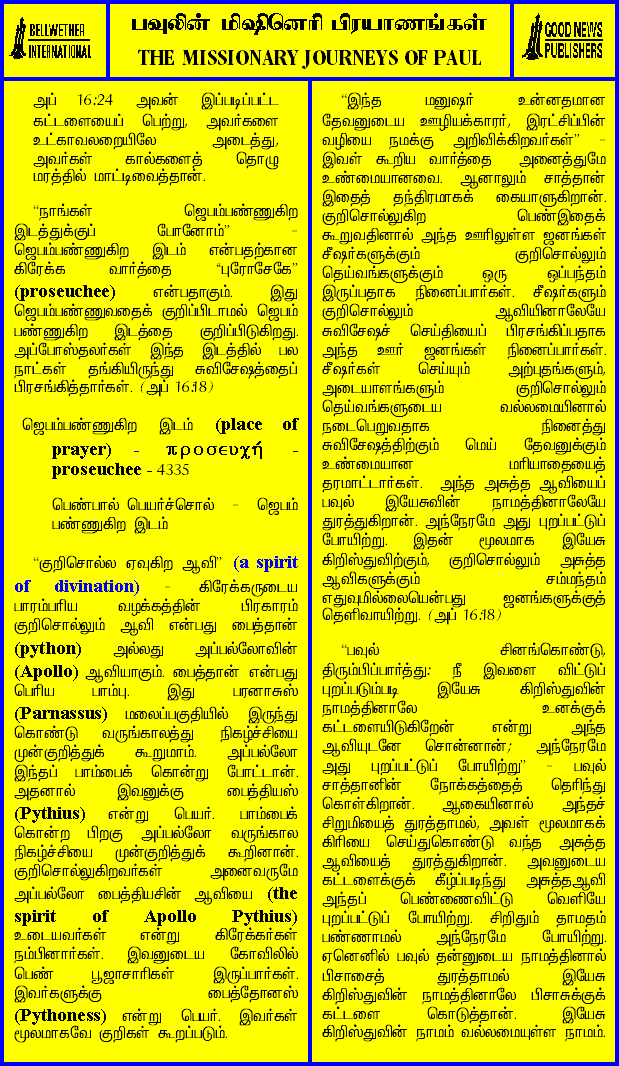 BELLWETHER
INTERNATIONAL
பவுலின் மிஷினெரி பிரயாணங்கள்
THE MISSIONARY JOURNEYS OF PAUL
GOOD NEWS
PUBLISHERS
அப் 16:24 அவன் இப்படிப்பட்ட
கட்டளையைப் பெற்று, அவர்களை
உட்காவலறையிலே அடைத்து,
அவர்கள் கால்களைத் தொழு
மரத்தில் மாட்டிவைத்தான்.
“நாங்கள் ஜெபம்பண்ணுகிற
இடத்துக்குப் போனோம்” -
ஜெபம்பண்ணுகிற இடம் என்பதற்கான
கிரேக்க வார்த்தை “புரோசேகே”
(proseuchee) என்பதாகும். இது
ஜெபம்பண்ணுவதைக் குறிப்பிடாமல் ஜெபம்
பண்ணுகிற இடத்தை குறிப்பிடுகிறது.
அப்போஸ்தலர்கள் இந்த இடத்தில் பல
நாட்கள் தங்கியிருந்து சுவிசேஷத்தைப்
பிரசங்கித்தார்கள். (அப் 16:18)
ஜெபம்பண்ணுகிற இடம் (place of
prayer) - προσευχή -
proseuchee - 4335
பெண்பால் பெயர்ச்சொல் - ஜெபம்
பண்ணுகிற இடம்
“குறிசொல்ல ஏவுகிற ஆவி” (a spirit
of divination) - கிரேக்கருடைய
பாரம்பரிய வழக்கத்தின் பிரகாரம்
குறிசொல்லும் ஆவி என்பது பைத்தான்
(python) அல்லது அப்பல்லோவின்
(Apollo) ஆவியாகும். பைத்தான் என்பது
பெரிய பாம்பு. இது பரனாசுஸ்
(Parnassus) மலைப்பகுதியில் இருந்து
கொண்டு வருங்காலத்து நிகழ்ச்சியை
முன்குறித்துக் கூறுமாம். அப்பல்லோ
இந்தப் பாம்பைக் கொன்று போட்டான்.
அதனால் இவனுக்கு பைத்தியஸ்
(Pythius) என்று பெயர். பாம்பைக்
கொன்ற பிறகு அப்பல்லோ வருங்கால
நிகழ்ச்சியை முன்குறித்துக் கூறினான்.
குறிசொல்லுகிறவர்கள் அனைவருமே
அப்பல்லோ பைத்தியசின் ஆவியை (the
spirit of Apollo Pythius)
உடையவர்கள் என்று கிரேக்கர்கள்
நம்பினார்கள். இவனுடைய கோவிலில்
பெண் பூஜாசாரிகள் இருப்பார்கள்.
இவர்களுக்கு பைத்தோனஸ்
(Pythoness) என்று பெயர். இவர்கள்
மூலமாகவே குறிகள் கூறப்படும்.
“இந்த மனுஷர் உன்னதமான
தேவனுடைய ஊழியக்காரர், இரட்சிப்பின்
வழியை நமக்கு அறிவிக்கிறவர்கள்” -
இவள் கூறிய வார்த்தை அனைத்துமே
உண்மையானவை. ஆனாலும் சாத்தான்
இதைத் தந்திரமாகக் கையாளுகிறான்.
குறிசொல்லுகிற பெண்இதைக்
கூறுவதினால் அந்த ஊரிலுள்ள ஜனங்கள்
சீஷர்களுக்கும் குறிசொல்லும்
தெய்வங்களுக்கும் ஒரு ஒப்பந்தம்
இருப்பதாக நினைப்பார்கள். சீஷர்களும்
குறிசொல்லும் ஆவியினாலேயே
சுவிசேஷச் செய்தியைப் பிரசங்கிப்பதாக
அந்த ஊர் ஜனங்கள் நினைப்பார்கள்.
சீஷர்கள் செய்யும் அற்புதங்களும்,
அடையாளங்களும் குறிசொல்லும்
தெய்வங்களுடைய வல்லமையினால்
நடைபெறுவதாக நினைத்து
சுவிசேஷத்திற்கும் மெய் தேவனுக்கும்
உண்மையான மரியாதையைத்
தரமாட்டார்கள். அந்த அசுத்த ஆவியைப்
பவுல் இயேசுவின் நாமத்தினாலேயே
துரத்துகிறான். அந்நேரமே அது புறப்பட்டுப்
போயிற்று. இதன் மூலமாக இயேசு
கிறிஸ்துவிற்கும், குறிசொல்லும் அசுத்த
ஆவிகளுக்கும் சம்மந்தம்
எதுவுமில்லையென்பது ஜனங்களுக்குத்
தெளிவாயிற்று. (அப் 16:18)
“பவுல் சினங்கொண்டு,
திரும்பிப்பார்த்து: நீ இவளை விட்டுப்
புறப்படும்படி இயேசு கிறிஸ்துவின்
நாமத்தினாலே உனக்குக்
கட்டளையிடுகிறேன் என்று அந்த
ஆவியுடனே சொன்னான்; அந்நேரமே
அது புறப்பட்டுப் போயிற்று” - பவுல்
சாத்தானின் நோக்கத்தைத் தெரிந்து
கொள்கிறான். ஆகையினால் அந்தச்
சிறுமியைத் துரத்தாமல், அவள் மூலமாகக்
கிரியை செய்துகொண்டு வந்த அசுத்த
ஆவியைத் துரத்துகிறான். அவனுடைய
கட்டளைக்குக் கீழ்ப்படிந்து அசுத்தஆவி
அந்தப் பெண்ணைவிட்டு வெளியே
புறப்பட்டுப் போயிற்று. சிறிதும் தாமதம்
பண்ணாமல் அந்நேரமே போயிற்று.
ஏனெனில் பவுல் தன்னுடைய நாமத்தினால்
பிசாசைத் துரத்தாமல் இயேசு
கிறிஸ்துவின் நாமத்தினாலே பிசாசுக்குக்
கட்டளை கொடுத்தான். இயேசு
கிறிஸ்துவின் நாமம் வல்லமையுள்ள நாமம்.